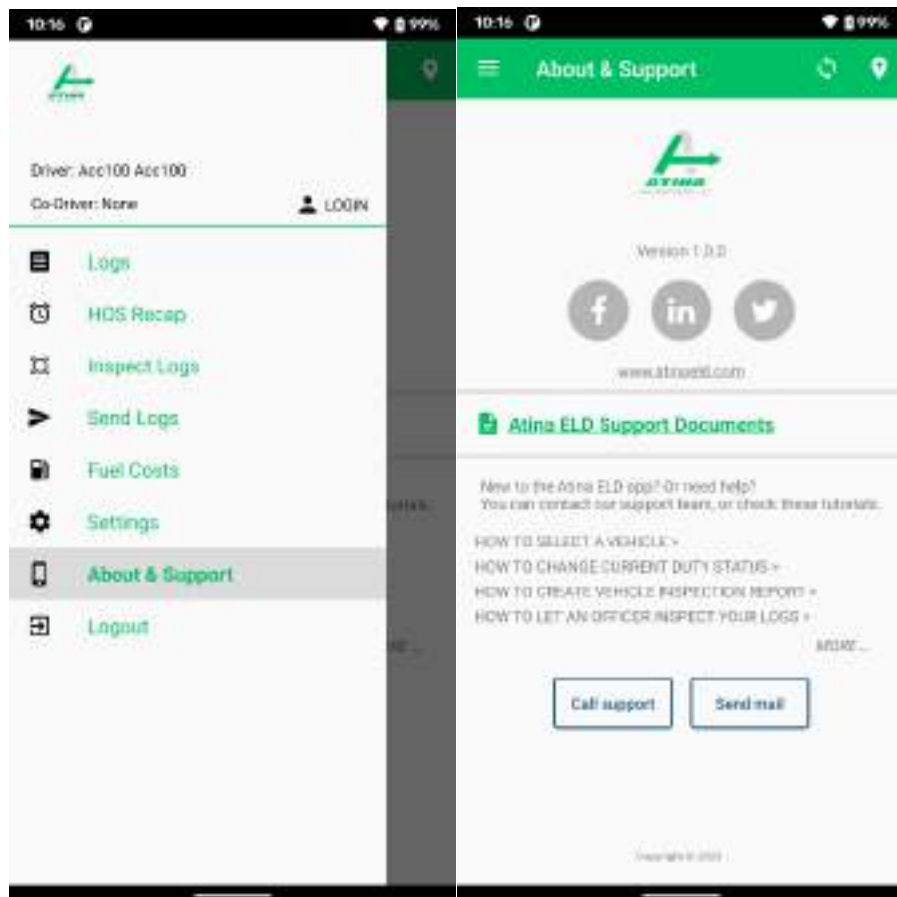 10:16
99%
ATINA
Driver: Acc100 Acc100
Co-Driver: None
LOGIN
Logs
HOS Recap
Inspect Logs
Send Logs
Fuel Costs
Settings
About & Support
Logout
10:16
99%
About & Support
ATINA
Version 1.0.0
www.atinaeld.com
Atina ELD Support Documents
New to the Atina ELD app? Or need help?
You can contact our support team, or check these tutorials.
HOW TO SELECT A VEHICLE »
HOW TO CHANGE CURRENT DUTY STATUS »
HOW TO CREATE VEHICLE INSPECTION REPORT »
HOW TO LET AN OFFICER INSPECT YOUR LOGS »
MORE ...
Call support
Send mail
Copyright ©